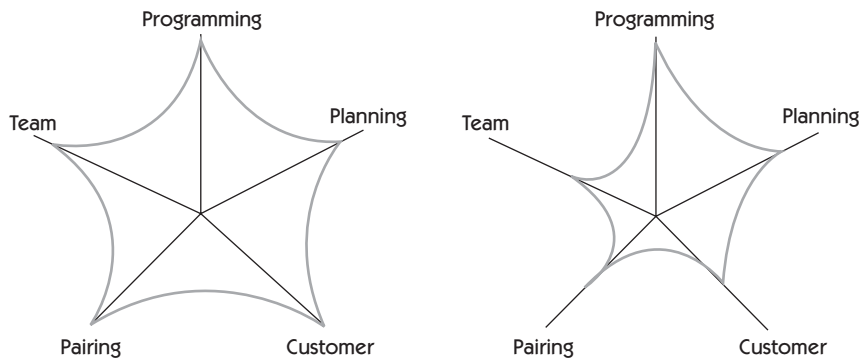 Programming
Team
Planning
Pairing
Customer
Programming
Team
Planning
Pairing
Customer